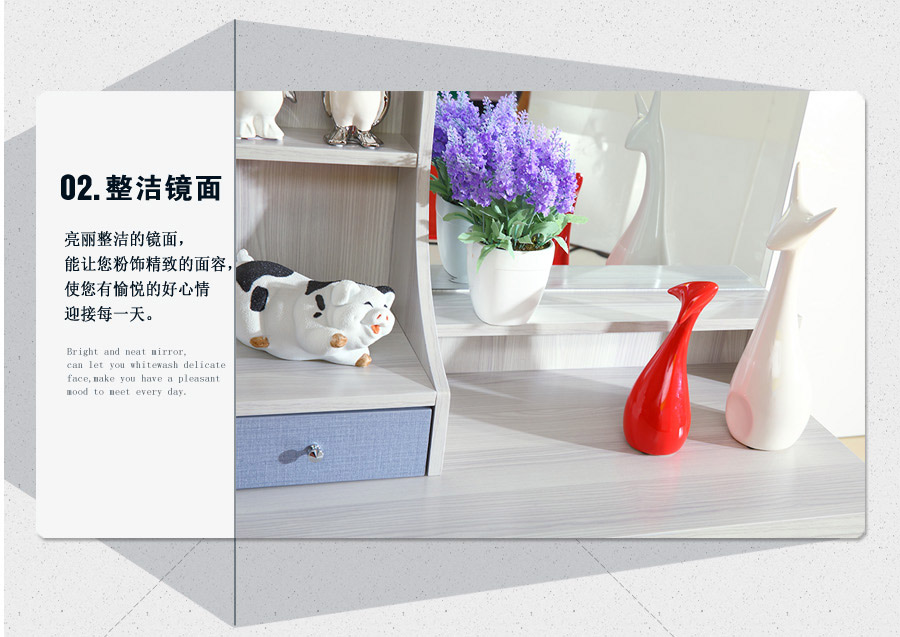 02.整洁镜面
亮丽整洁的镜面，
能让您粉饰精致的面容，
使您有愉悦的好心情
迎接每一天。
Bright and neat mirror,
can let you whitewash delicate
face,make you have a pleasant
mood to meet every day.